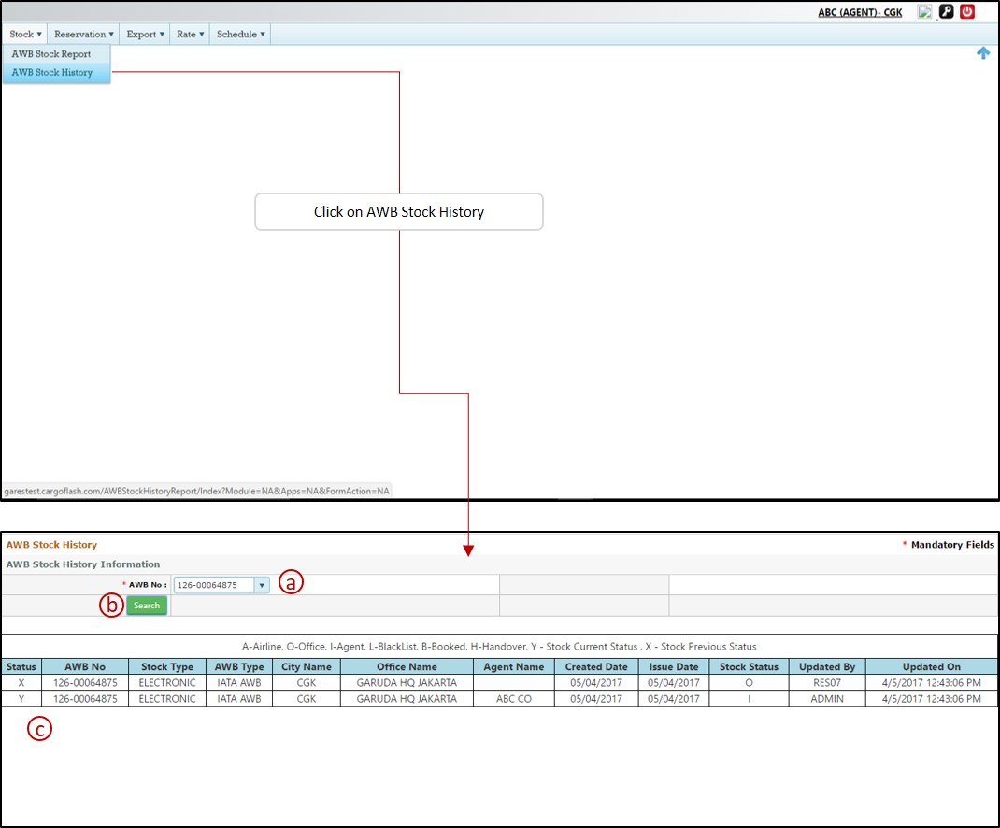 ABC (AGENT)- CGK
Stock ▾ Reservation ▾ Export ▾ Rate ▾ Schedule ▾
AWB Stock Report
AWB Stock History
Click on AWB Stock History
garestest.cargoflash.com/AWBStockHistoryReport/Index?Module=NA&Apps=NA&FormAction=NA
AWB Stock History * Mandatory Fields
AWB Stock History Information
* AWB No : 126-00064875 a
b Search
A-Airline, O-Office, I-Agent, L-BlackList, B-Booked, H-Handover, Y - Stock Current Status , X - Stock Previous Status
Status AWB No Stock Type AWB Type City Name Office Name Agent Name Created Date Issue Date Stock Status Updated By Updated On
X 126-00064875 ELECTRONIC IATA AWB CGK GARUDA HQ JAKARTA 05/04/2017 05/04/2017 O RES07 4/5/2017 12:43:06 PM
Y 126-00064875 ELECTRONIC IATA AWB CGK GARUDA HQ JAKARTA ABC CO 05/04/2017 05/04/2017 I ADMIN 4/5/2017 12:43:06 PM
c